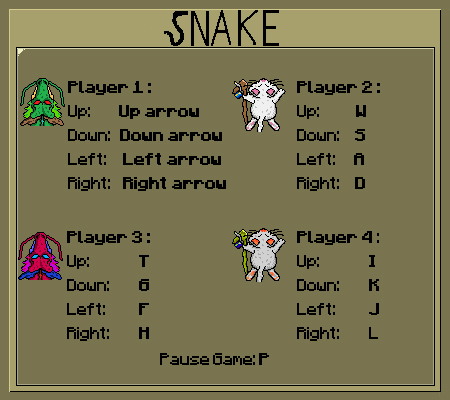 SNAKE
Player 1:
Up: Up arrow
Down: Down arrow
Left: Left arrow
Right: Right arrow
Player 2:
Up: W
Down: S
Left: A
Right: D
Player 3:
Up: T
Down: G
Left: F
Right: H
Player 4:
Up: I
Down: K
Left: J
Right: L
Pause Game: P